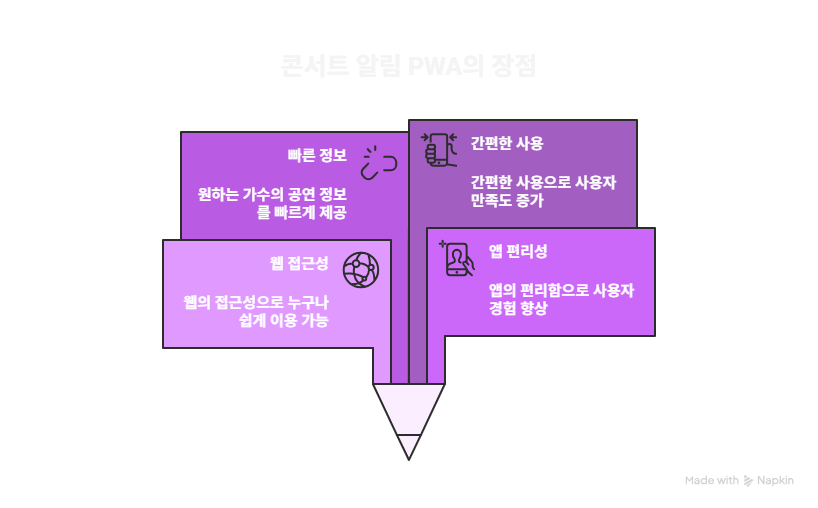 콘서트 알림 PWA의 장점
빠른 정보
원하는 가수의 공연 정보
를 빠르게 제공
간편한 사용
간편한 사용으로 사용자
만족도 증가
웹 접근성
웹의 접근성으로 누구나
쉽게 이용 가능
앱 편리성
앱의 편리함으로 사용자
경험 향상
Made with Napkin